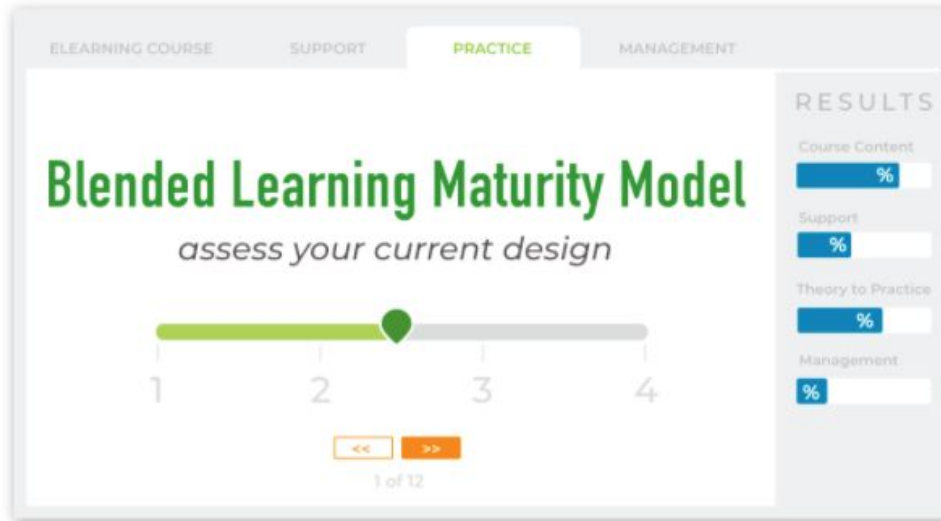 ELEARNING COURSE SUPPORT PRACTICE MANAGEMENT
Blended Learning Maturity Model
assess your current design
1 2 3 4
<< >>
1 of 12
RESULTS
Course Content
%
Support
%
Theory to Practice
%
Management
%